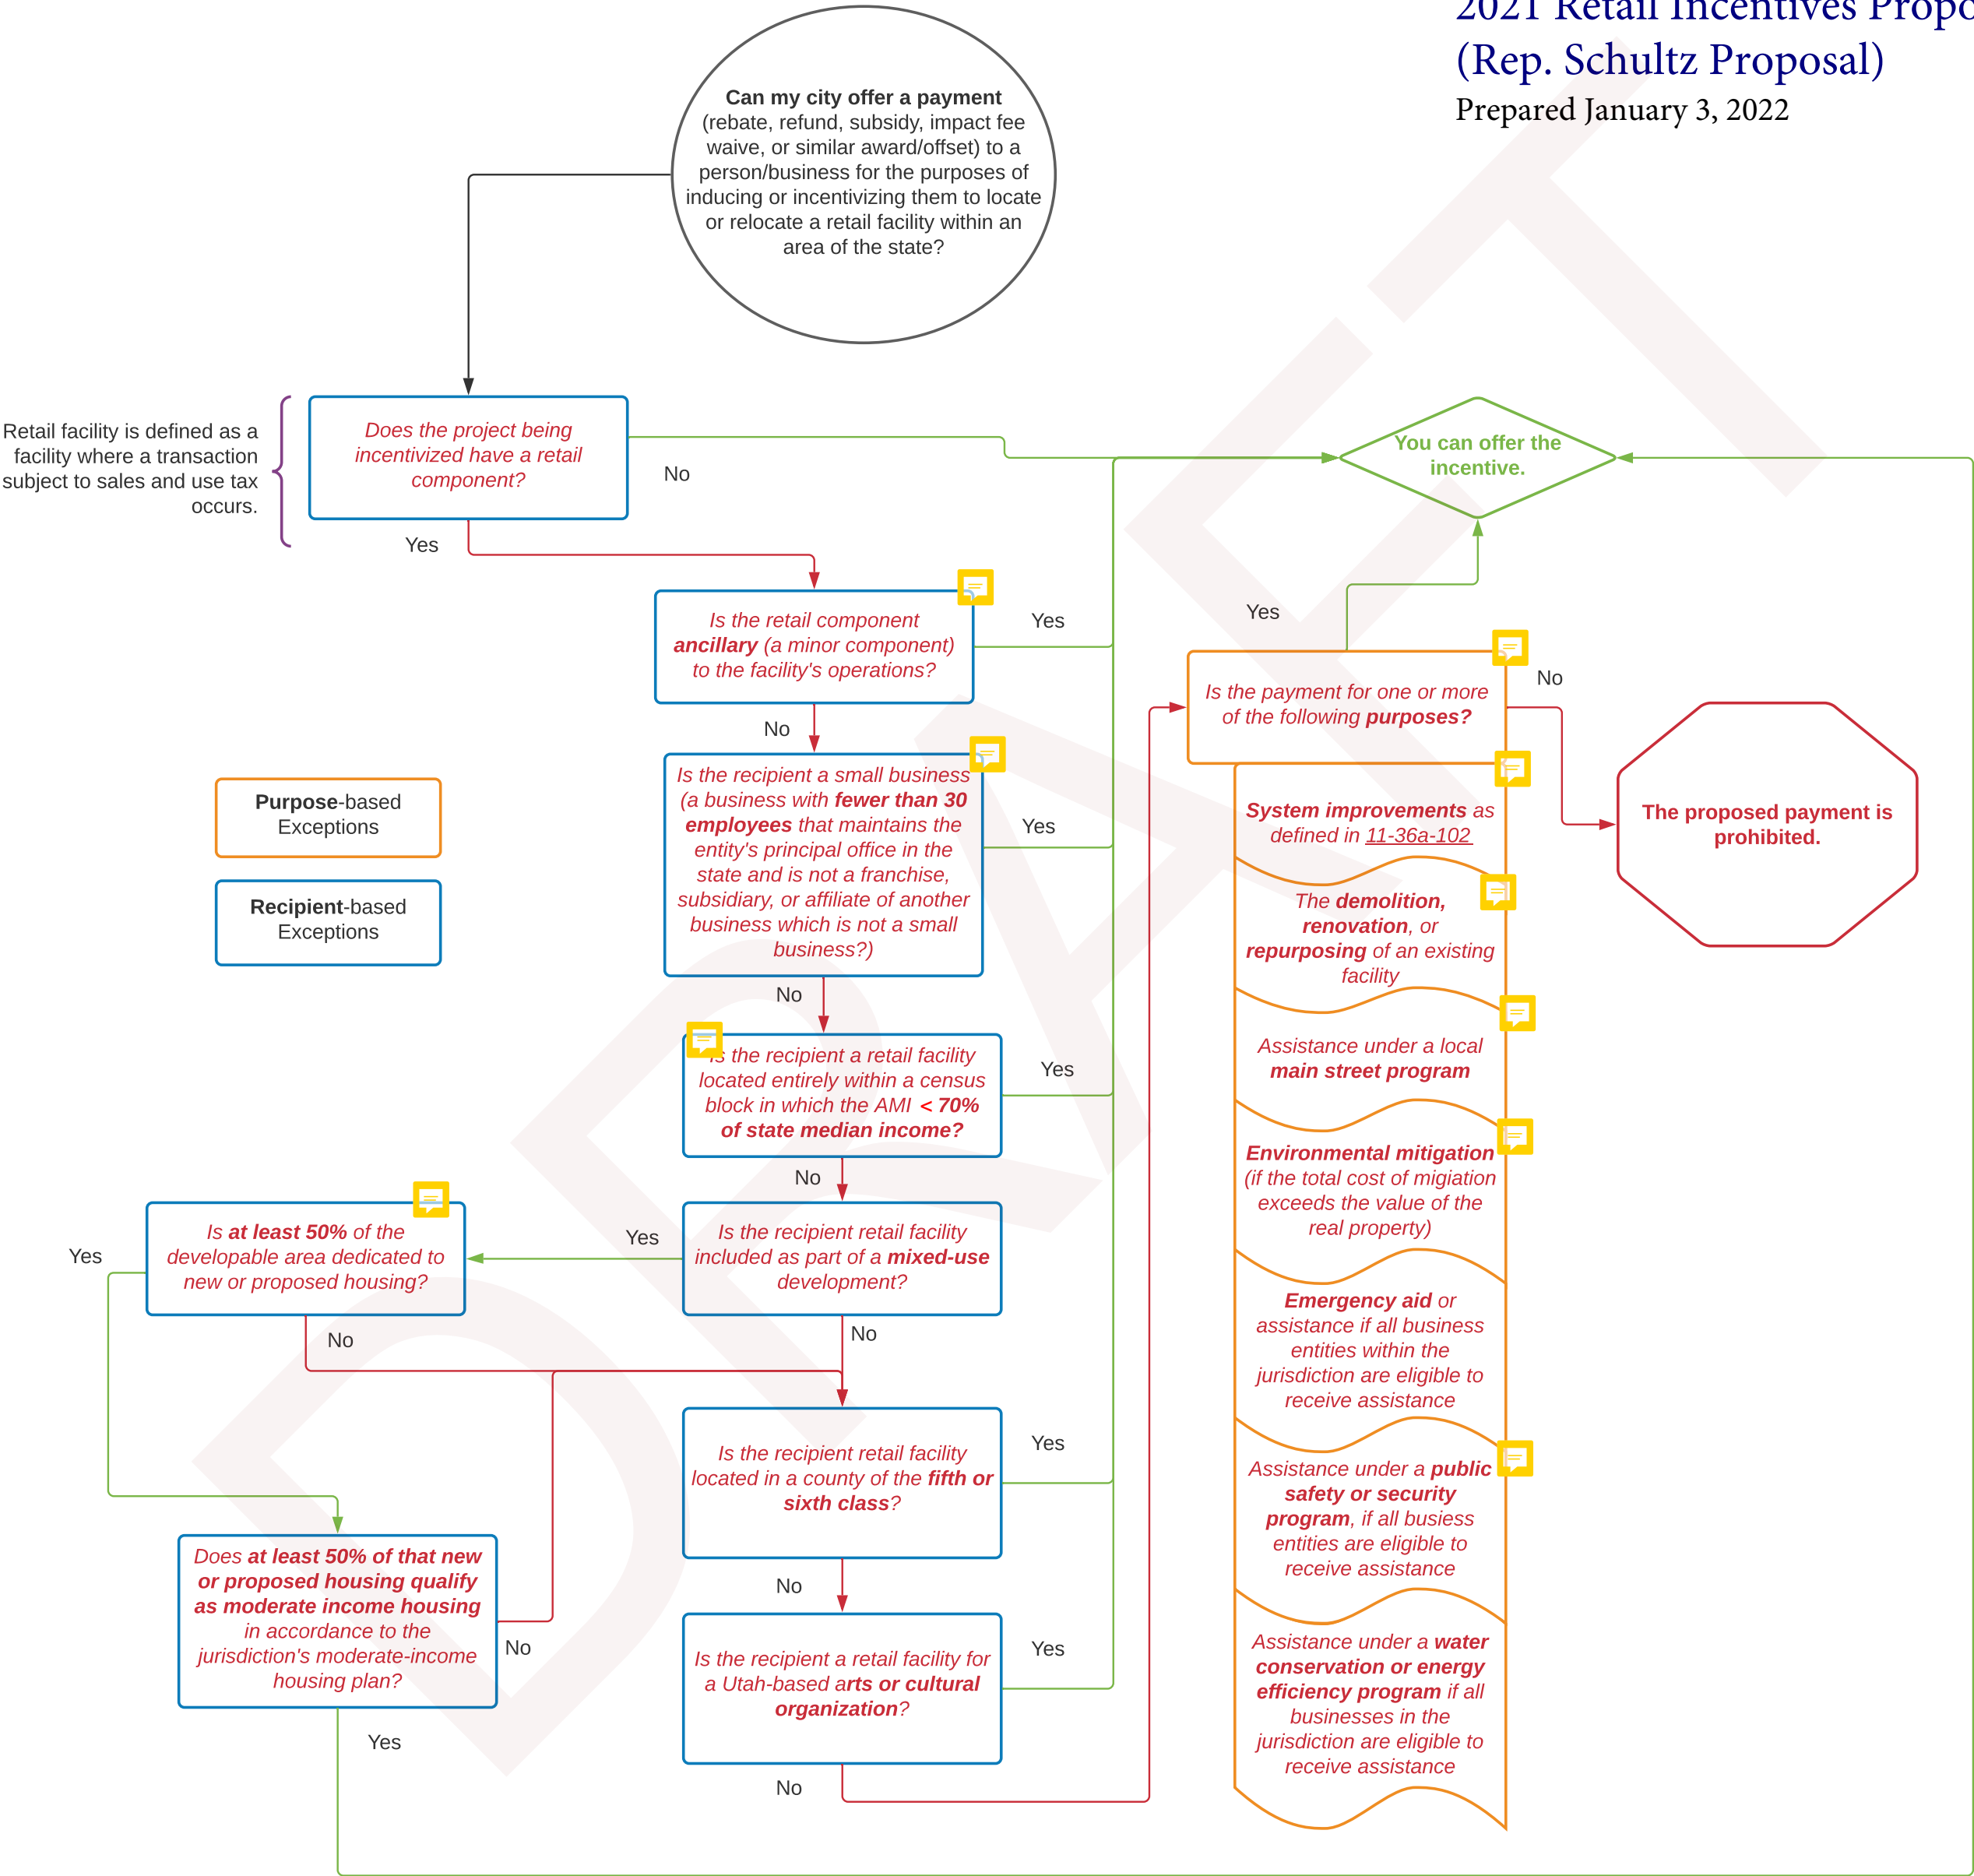 2021 Retail Incentives Propo
(Rep. Schultz Proposal)
Prepared January 3, 2022
Can my city offer a payment
(rebate, refund, subsidy, impact fee
waive, or similar award/offset) to a
person/business for the purposes of
inducing or incentivizing them to locate
or relocate a retail facility within an
area of the state?
Retail facility is defined as a
facility where a transaction
subject to sales and use tax
occurs.
Does the project being
incentivized have a retail
component?
No
Yes
You can offer the
incentive.
Is the retail component
ancillary (a minor component)
to the facility's operations?
Yes
No
Is the recipient a small business
(a business with fewer than 30
employees that maintains the
entity's principal office in the
state and is not a franchise,
subsidiary, or affiliate of another
business which is not a small
business?)
Yes
No
Purpose-based
Exceptions
Recipient-based
Exceptions
Is the recipient a retail facility
located entirely within a census
block in which the AMI < 70%
of state median income?
Yes
No
Is the recipient retail facility
included as part of a mixed-use
development?
Yes
No
Is at least 50% of the
developable area dedicated to
new or proposed housing?
Yes
No
Does at least 50% of that new
or proposed housing qualify
as moderate income housing
in accordance to the
jurisdiction's moderate-income
housing plan?
No
Yes
Is the recipient retail facility
located in a county of the fifth or
sixth class?
Yes
No
Is the recipient a retail facility for
a Utah-based arts or cultural
organization?
Yes
No
Is the payment for one or more
of the following purposes?
Yes
No
The proposed payment is
prohibited.
System improvements as
defined in 11-36a-102
The demolition,
renovation, or
repurposing of an existing
facility
Assistance under a local
main street program
Environmental mitigation
(if the total cost of migiation
exceeds the value of the
real property)
Emergency aid or
assistance if all business
entities within the
jurisdiction are eligible to
receive assistance
Assistance under a public
safety or security
program, if all busiess
entities are eligible to
receive assistance
Assistance under a water
conservation or energy
efficiency program if all
businesses in the
jurisdiction are eligible to
receive assistance
DRAFT